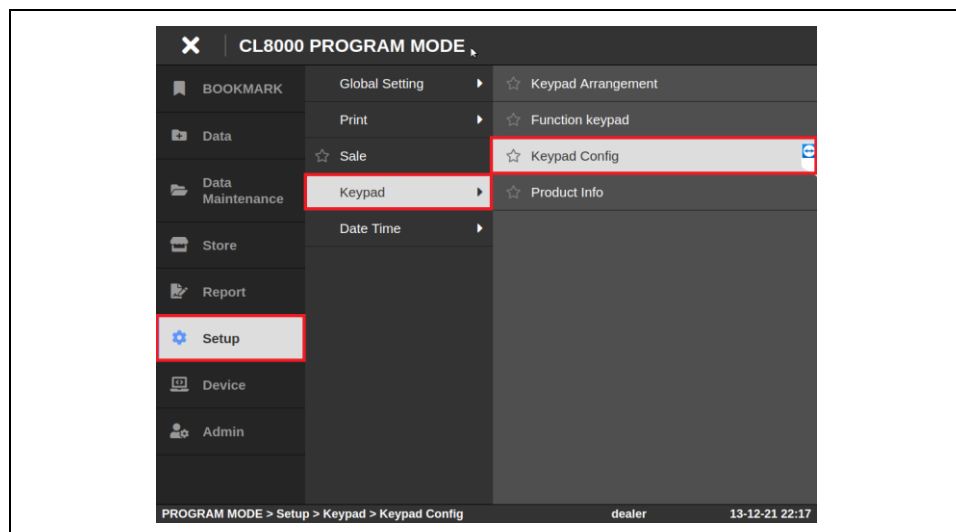 CL8000 PROGRAM MODE
BOOKMARK
Data
Data
Maintenance
Store
Report
Setup
Device
Admin
Global Setting
Print
Sale
Keypad
Date Time
Keypad Arrangement
Function keypad
Keypad Config
Product Info
PROGRAM MODE > Setup > Keypad > Keypad Config dealer 13-12-21 22:17